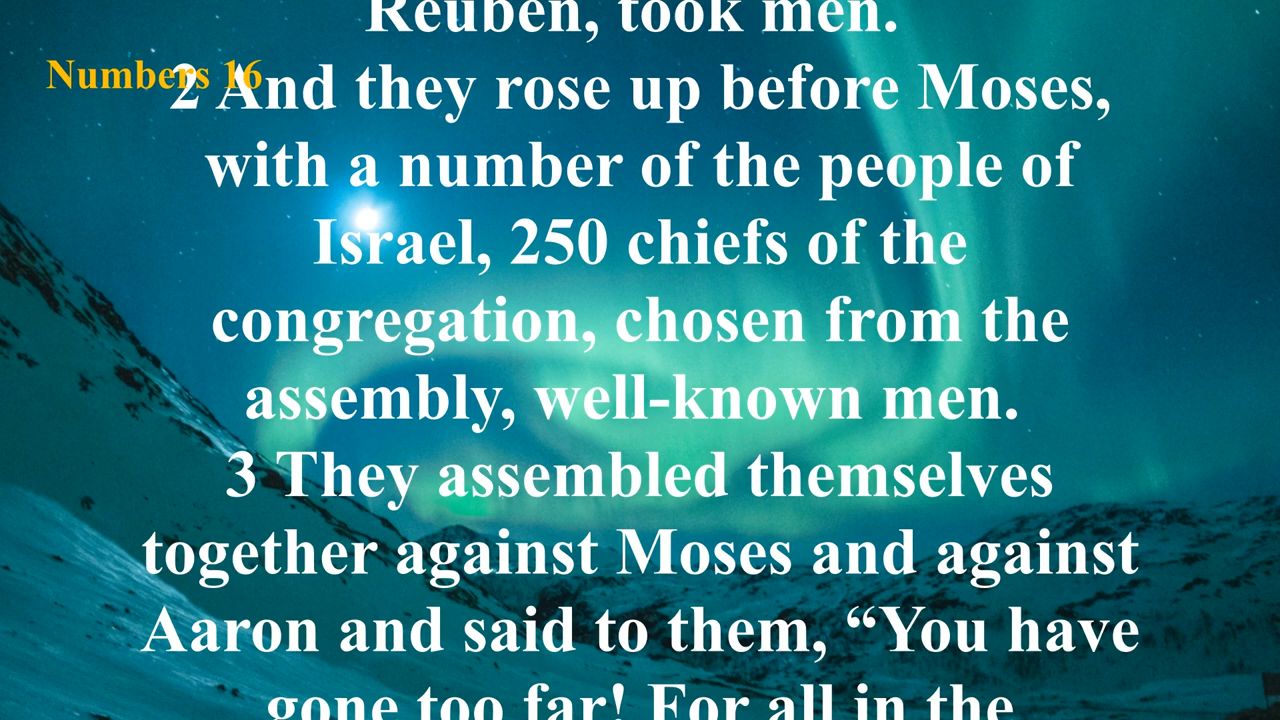 Reuben, took men.
Numbers 16
2 And they rose up before Moses,
with a number of the people of
Israel, 250 chiefs of the
congregation, chosen from the
assembly, well-known men.
3 They assembled themselves
together against Moses and against
Aaron and said to them, “You have
gone too far! For all in the